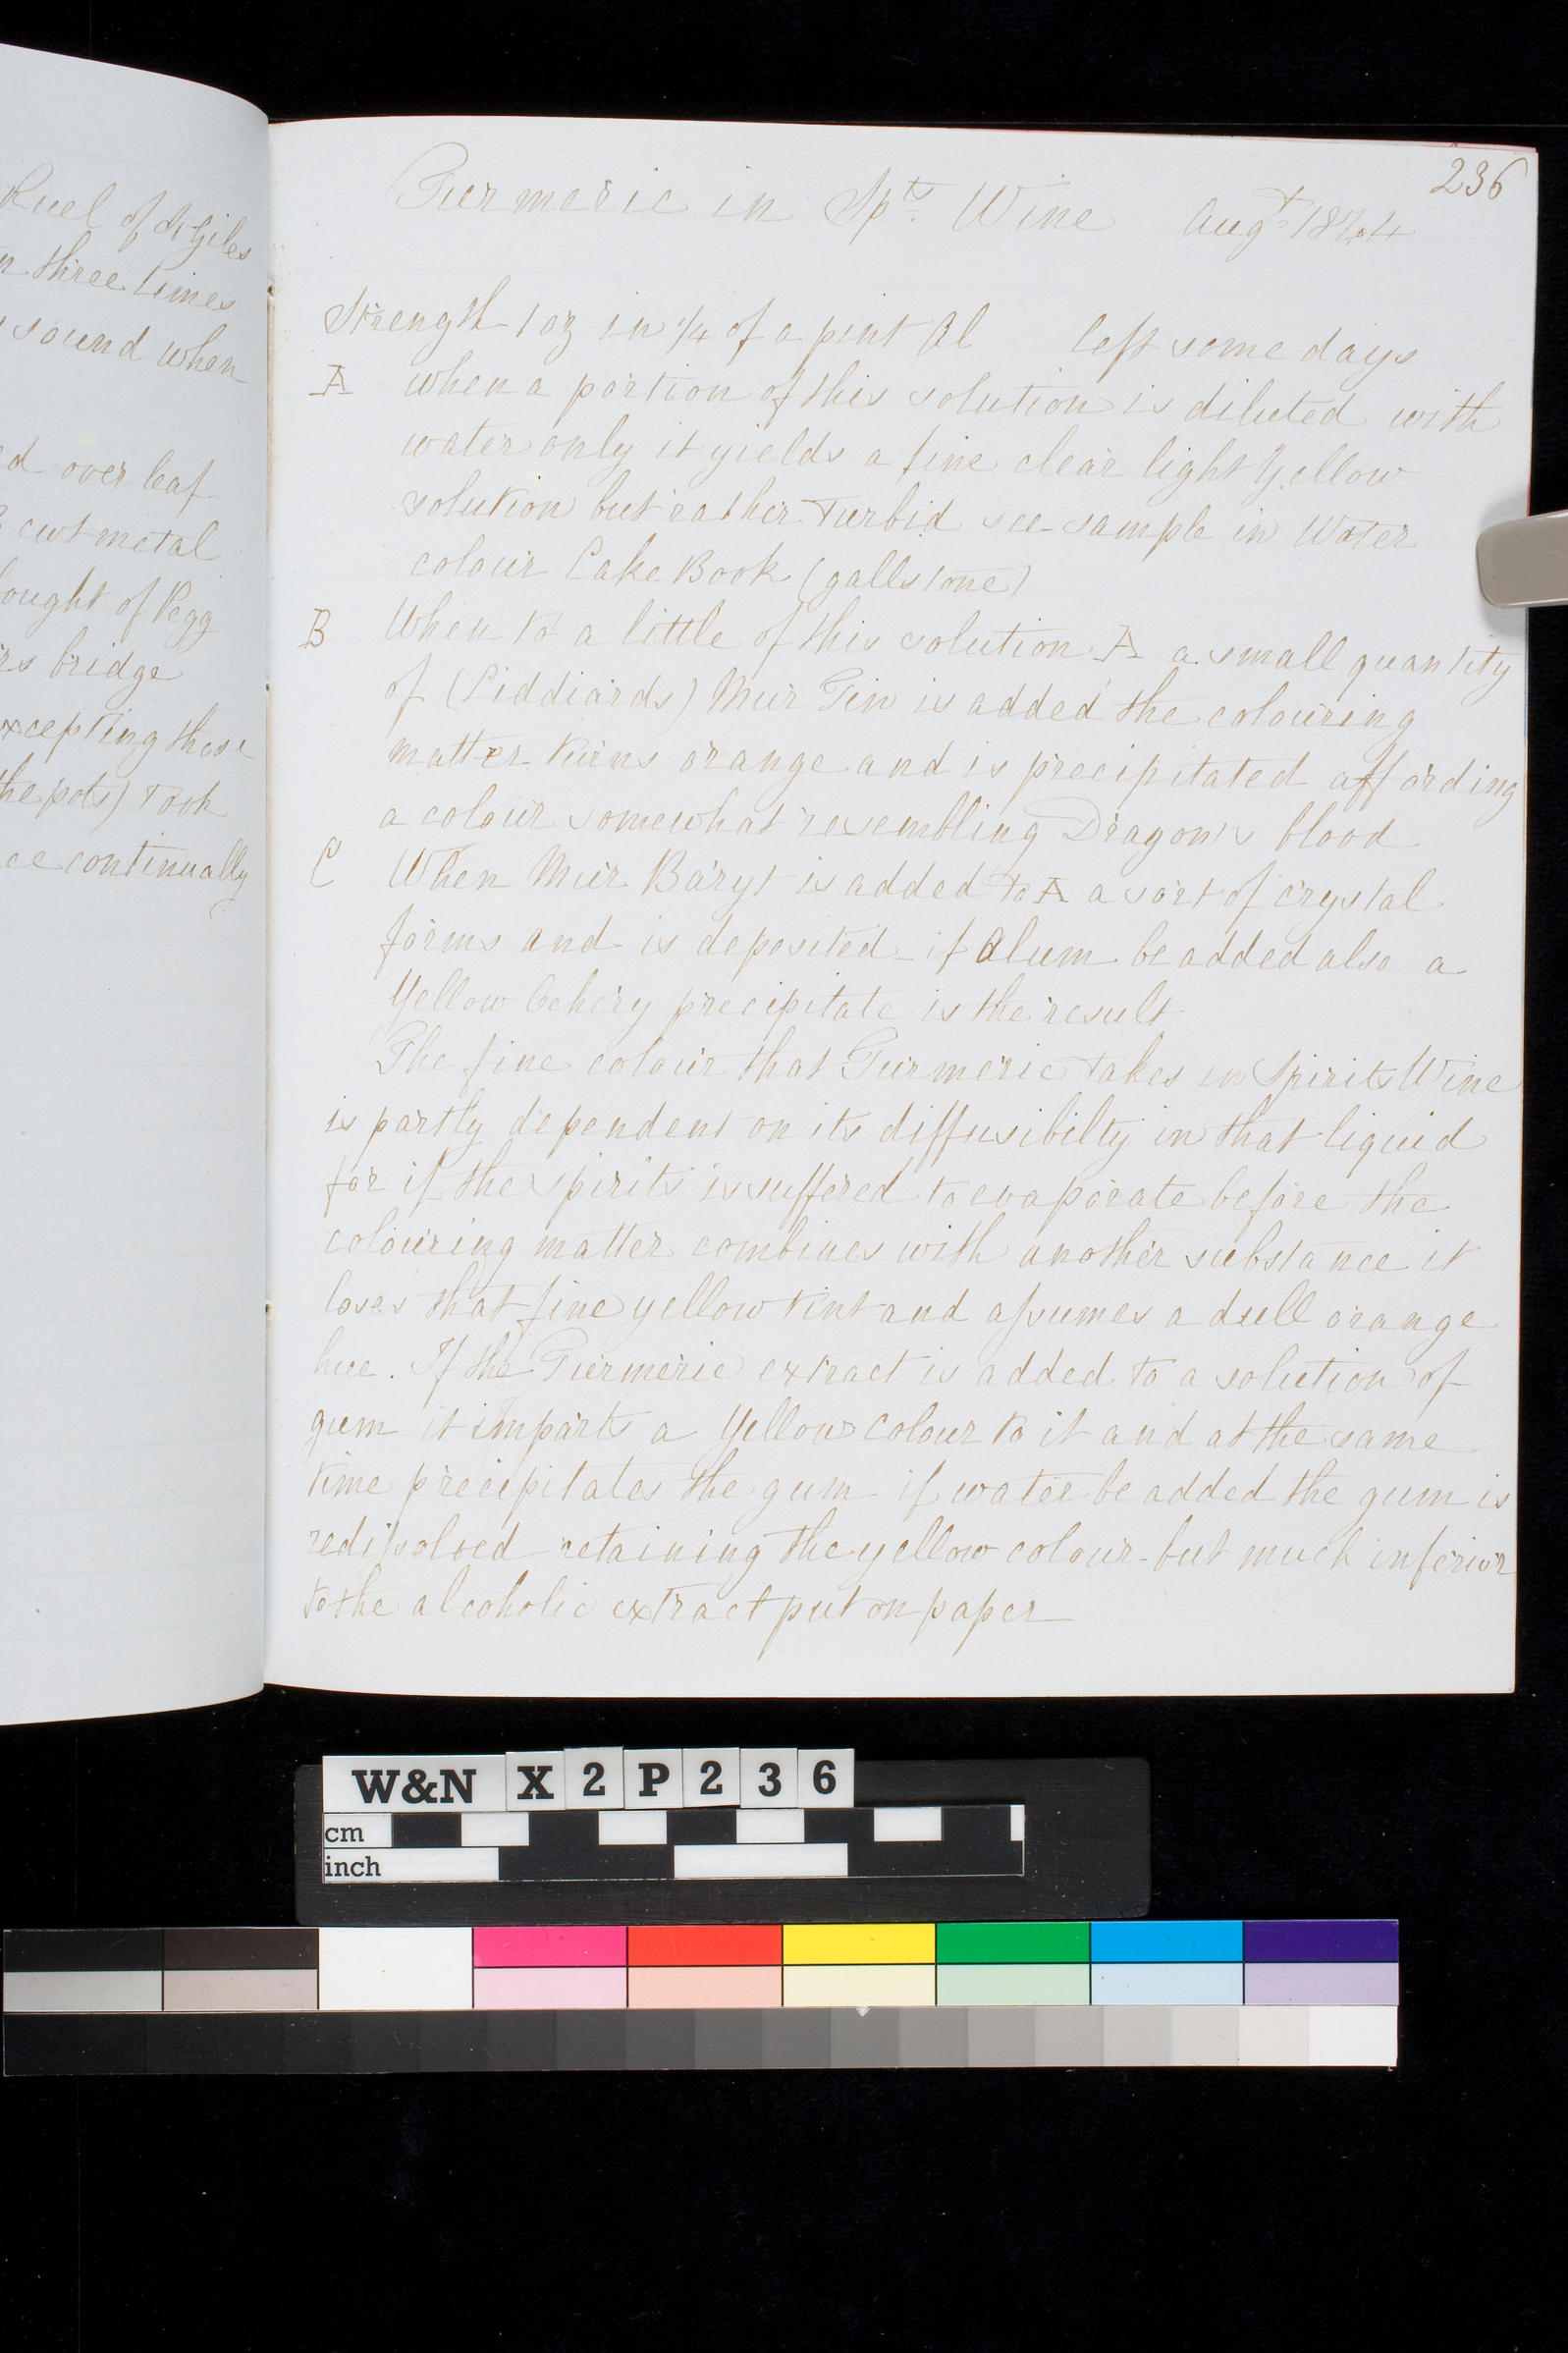 Ruel of St Giles
three times
sound when
over leaf
cwt metal
ought of Pegg
rs bridge
xcepting these
the pots) Took
ce continually
236
Turmeric in Spts Wine Augt 1844
Strength 1 oz in 1/4 of a pint Al left some days
A when a portion of this solution is diluted with
water only it yields a fine clear light Yellow
solution but rather Turbid see sample in Water
colour Cake Book (gallstone)
B When to a little of this solution A a small quantity
of (Liddiards) Mur Tin is added the colouring
matter turns orange and is precipitated affording
a colour somewhat resembling Dragon's blood
C When Mur Baryt is added to A a sort of crystal
forms and is deposited if Alum be added also a
Yellow Ochery precipitate is the result
The fine colour that Turmeric takes in Spirits Wine
is partly dependent on its diffusibilty in that liquid
for if the spirits is suffered to evaporate before the
colouring matter combines with another substance it
loses that fine yellow tint and assumes a dull orange
hue. If the Turmeric extract is added to a solution of
gum it imparts a Yellow Colour to it and at the same
time precipitates the gum if water be added the gum is
redissolved retaining the yellow colour but much inferior
to the alcoholic extract put on paper
W&N X2P236
cm
inch